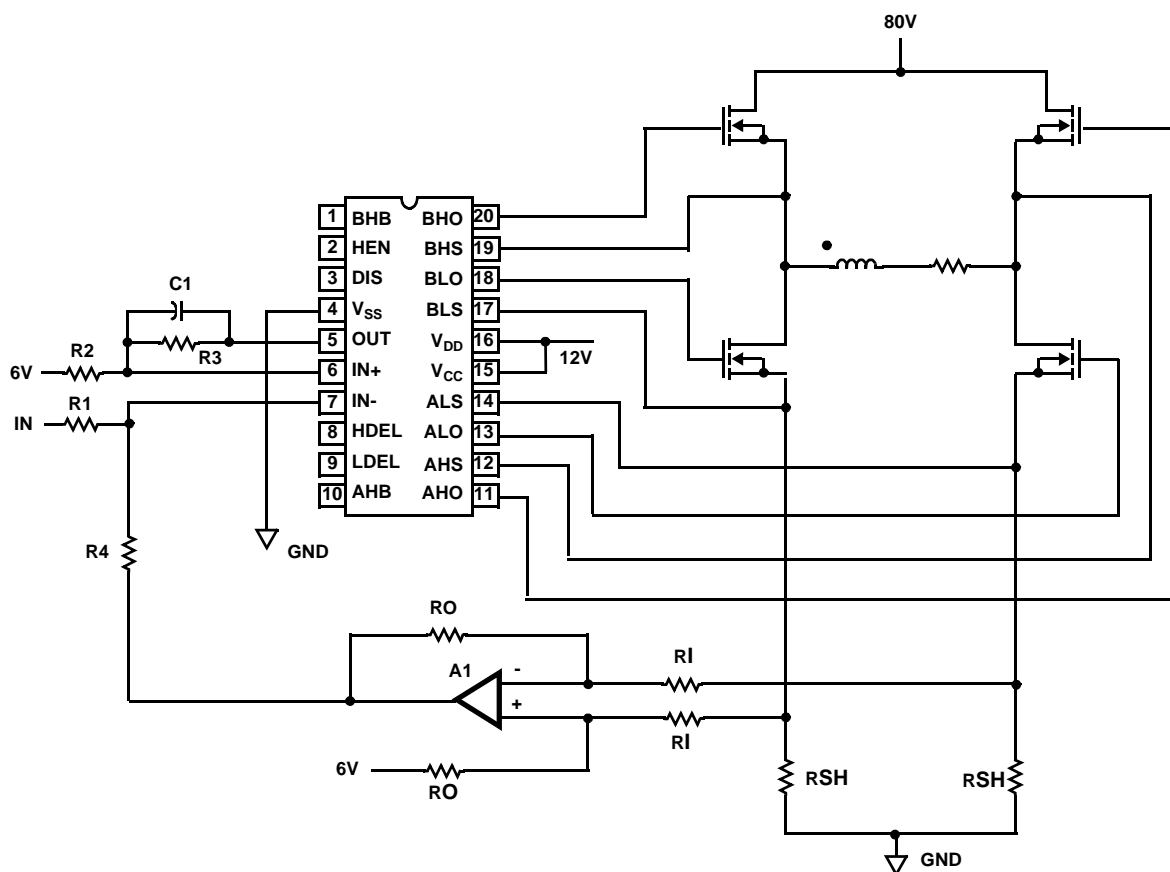 80V
1 BHB BHO 20
2 HEN BHS 19
3 DIS BLO 18
4 VSS BLS 17
5 OUT VDD 16
6 IN+ VCC 15
7 IN- ALS 14
8 HDEL ALO 13
9 LDEL AHS 12
10 AHB AHO 11
C1
R3
R2
6V
R1
IN
12V
R4
GND
RO
A1
-
+
RI
RI
6V
RO
RSH
RSH
GND